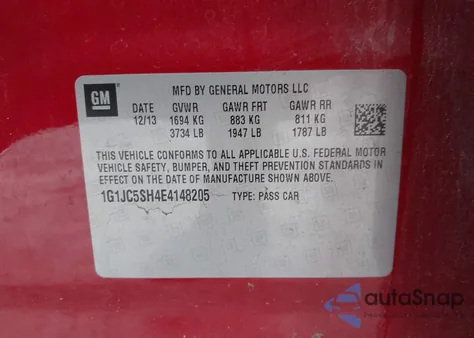 GM
MFD BY GENERAL MOTORS LLC
DATE GVWR GAWR FRT GAWR RR
12/13 1694 KG 883 KG 811 KG
3734 LB 1947 LB 1787 LB
THIS VEHICLE CONFORMS TO ALL APPLICABLE U.S. FEDERAL MOTOR
VEHICLE SAFETY, BUMPER, AND THEFT PREVENTION STANDARDS IN
EFFECT ON THE DATE OF MANUFACTURE SHOWN ABOVE.
1G1JC5SH4E4148205 TYPE: PASS CAR
autoSnap